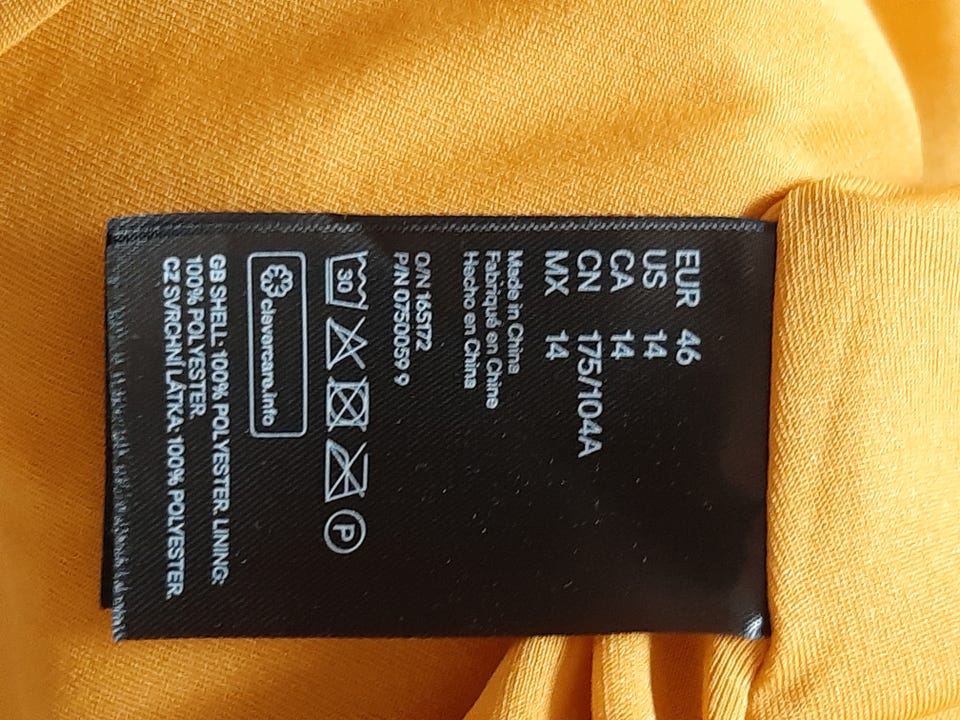 EUR 46
US 14
CA 14
CN 175/104A
MX 14
Made in China
Fabriqué en Chine
Hecho en China
O/N 165172
P/N 0750059 9
30
P
clevercare.info
GB SHELL: 100% POLYESTER. LINING:
100% POLYESTER.
CZ SVRCHNÍ LÁTKA: 100% POLYESTER.